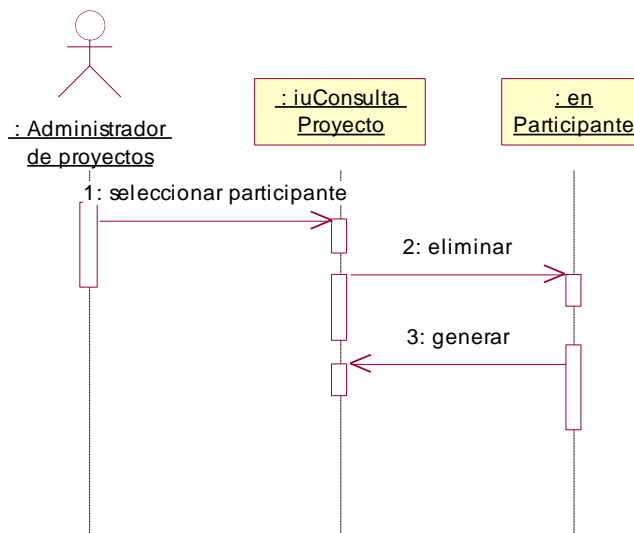 : Administrador
de proyectos
: iuConsulta
Proyecto
: en
Participante
1: seleccionar participante
2: eliminar
3: generar